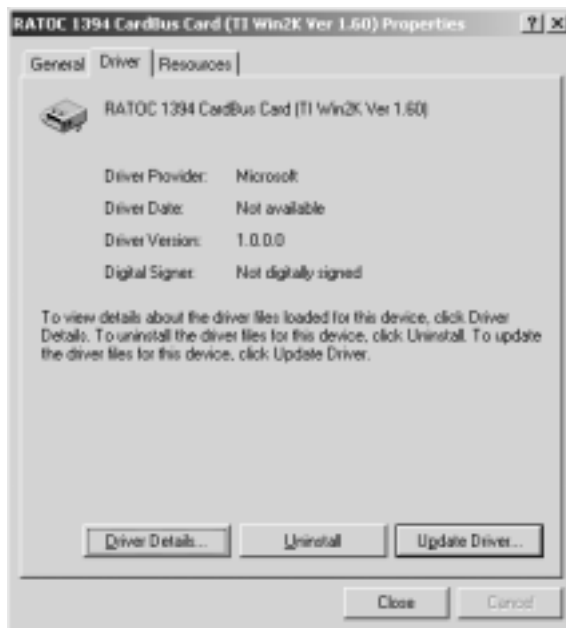 RATOC 1394 CardBus Card (TI Win2K Ver 1.60) Properties ? X
General Driver Resources
RATOC 1394 CardBus Card (TI Win2K Ver 1.60)
Driver Provider: Microsoft
Driver Date: Not available
Driver Version: 1.0.0.0
Digital Signer: Not digitally signed
To view details about the driver files loaded for this device, click Driver
Details. To uninstall the driver files for this device, click Uninstall. To update
the driver files for this device, click Update Driver.
Driver Details... Uninstall Update Driver...
Close Cancel